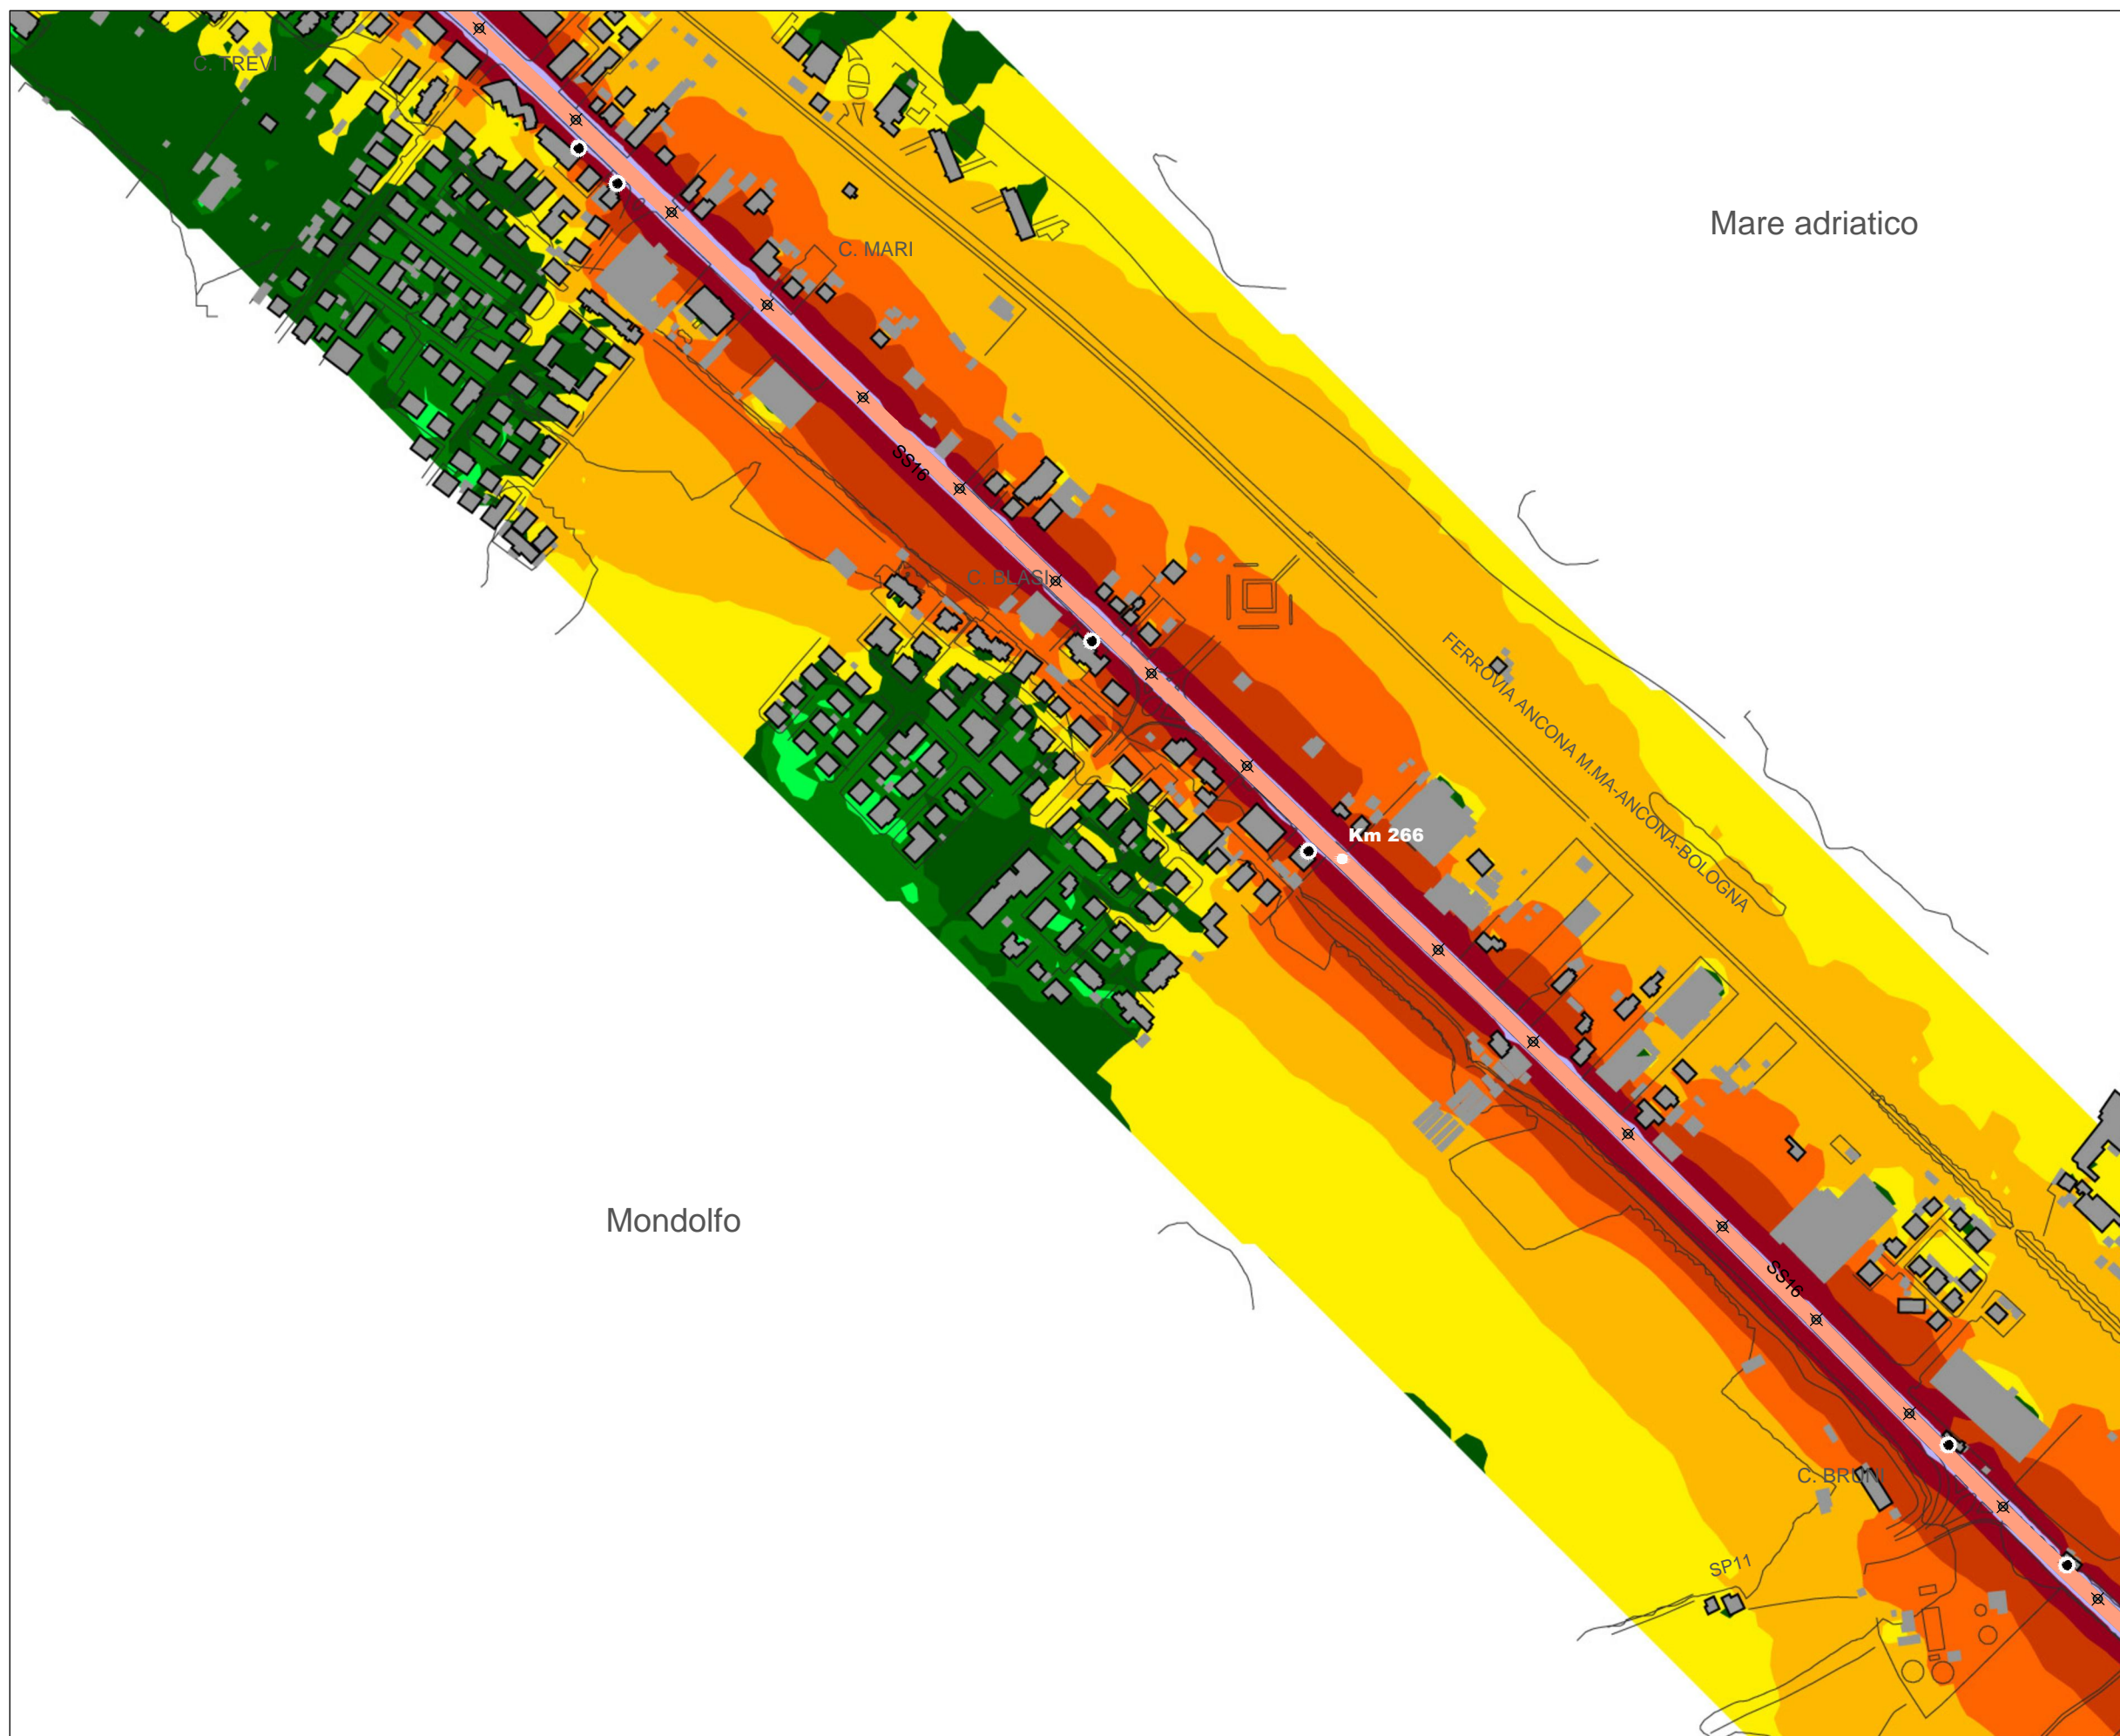 C. TREVI
Mare adriatico
C. MARI
SS16
C. BLASI
FERROVIA ANCONA M.MA-ANCONA-BOLOGNA
Km 266
Mondolfo
SS16
C. BRUNI
SP11